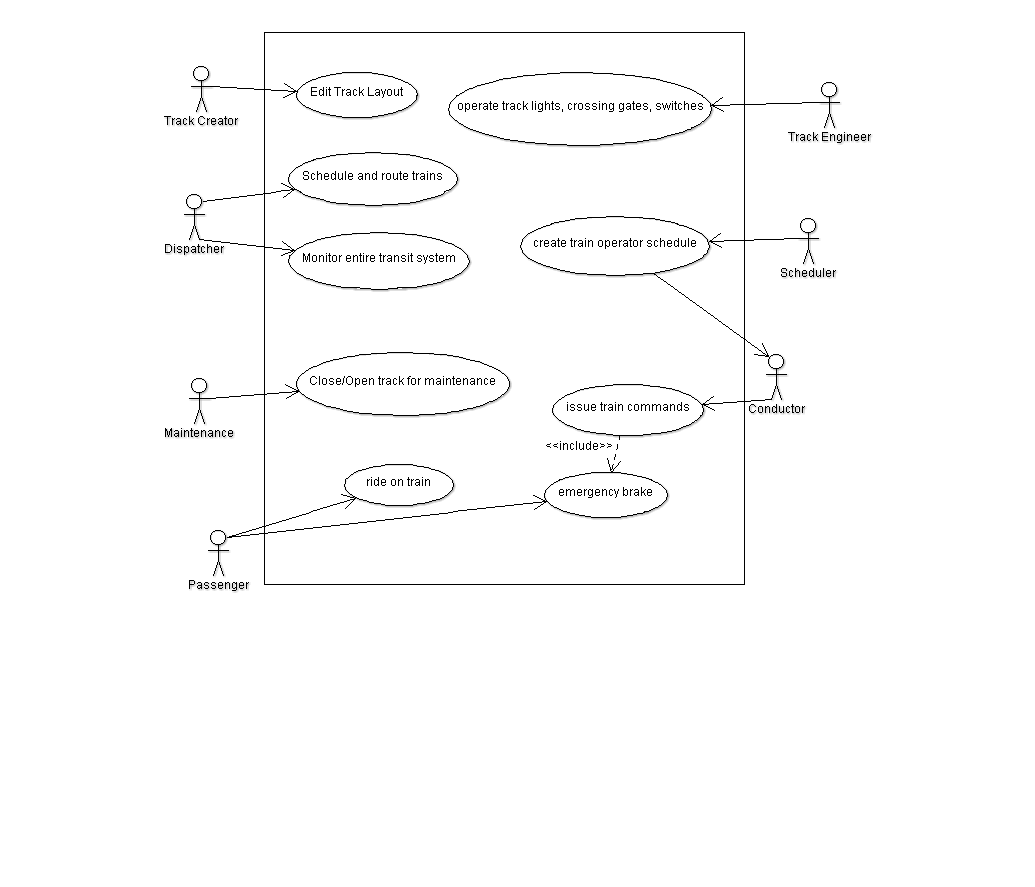 Edit Track Layout
operate track lights, crossing gates, switches
Track Creator
Track Engineer
Schedule and route trains
Dispatcher
create train operator schedule
Monitor entire transit system
Scheduler
Close/Open track for maintenance
issue train commands
Conductor
Maintenance
<<include>>
ride on train
emergency brake
Passenger